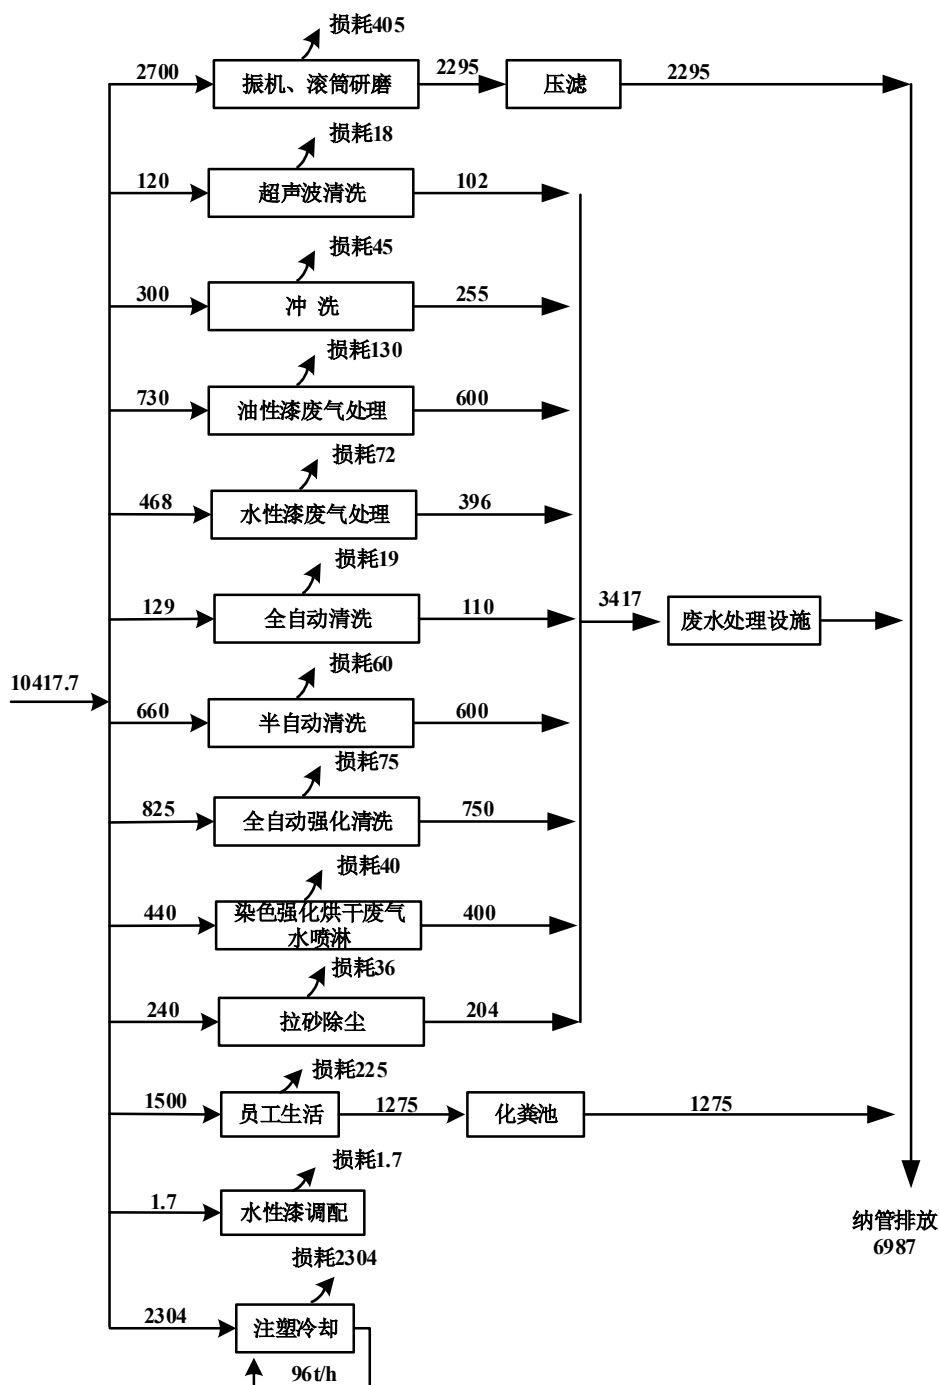 损耗405
2700
振机、滚筒研磨
2295
压滤
2295
损耗18
120
超声波清洗
102
损耗45
300
冲 洗
255
损耗130
730
油性漆废气处理
600
损耗72
468
水性漆废气处理
396
损耗19
129
全自动清洗
110
3417
废水处理设施
10417.7
损耗60
660
半自动清洗
600
损耗75
825
全自动强化清洗
750
损耗40
440
染色强化烘干废气
水喷淋
400
损耗36
240
拉砂除尘
204
损耗225
1500
员工生活
1275
化粪池
1275
损耗1.7
1.7
水性漆调配
纳管排放
6987
损耗2304
2304
注塑冷却
96t/h